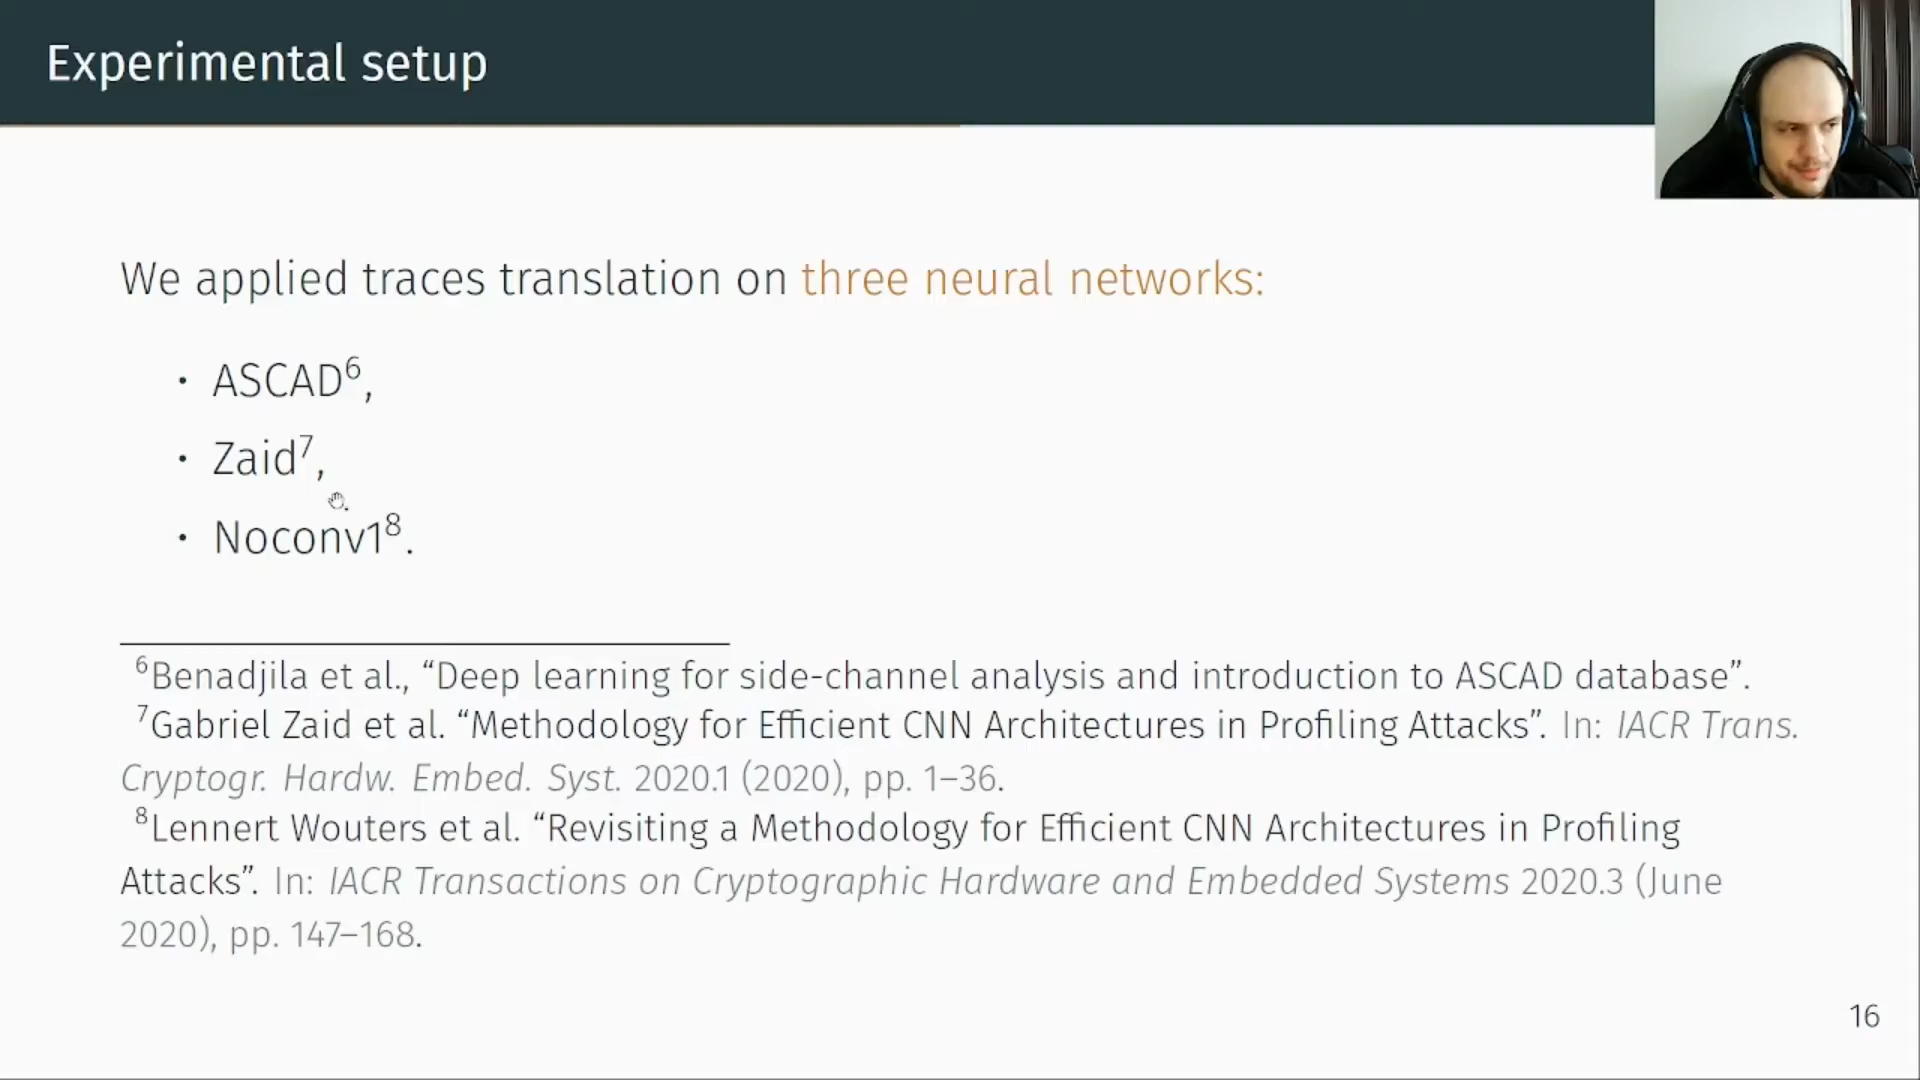 Experimental setup
We applied traces translation on three neural networks:
• ASCAD⁶,
• Zaid⁷,
• Noconv1⁸.
⁶Benadjila et al., “Deep learning for side-channel analysis and introduction to ASCAD database”.
⁷Gabriel Zaid et al. “Methodology for Efficient CNN Architectures in Profiling Attacks”. In: IACR Trans.
Cryptogr. Hardw. Embed. Syst. 2020.1 (2020), pp. 1–36.
⁸Lennert Wouters et al. “Revisiting a Methodology for Efficient CNN Architectures in Profiling
Attacks”. In: IACR Transactions on Cryptographic Hardware and Embedded Systems 2020.3 (June
2020), pp. 147–168.
16